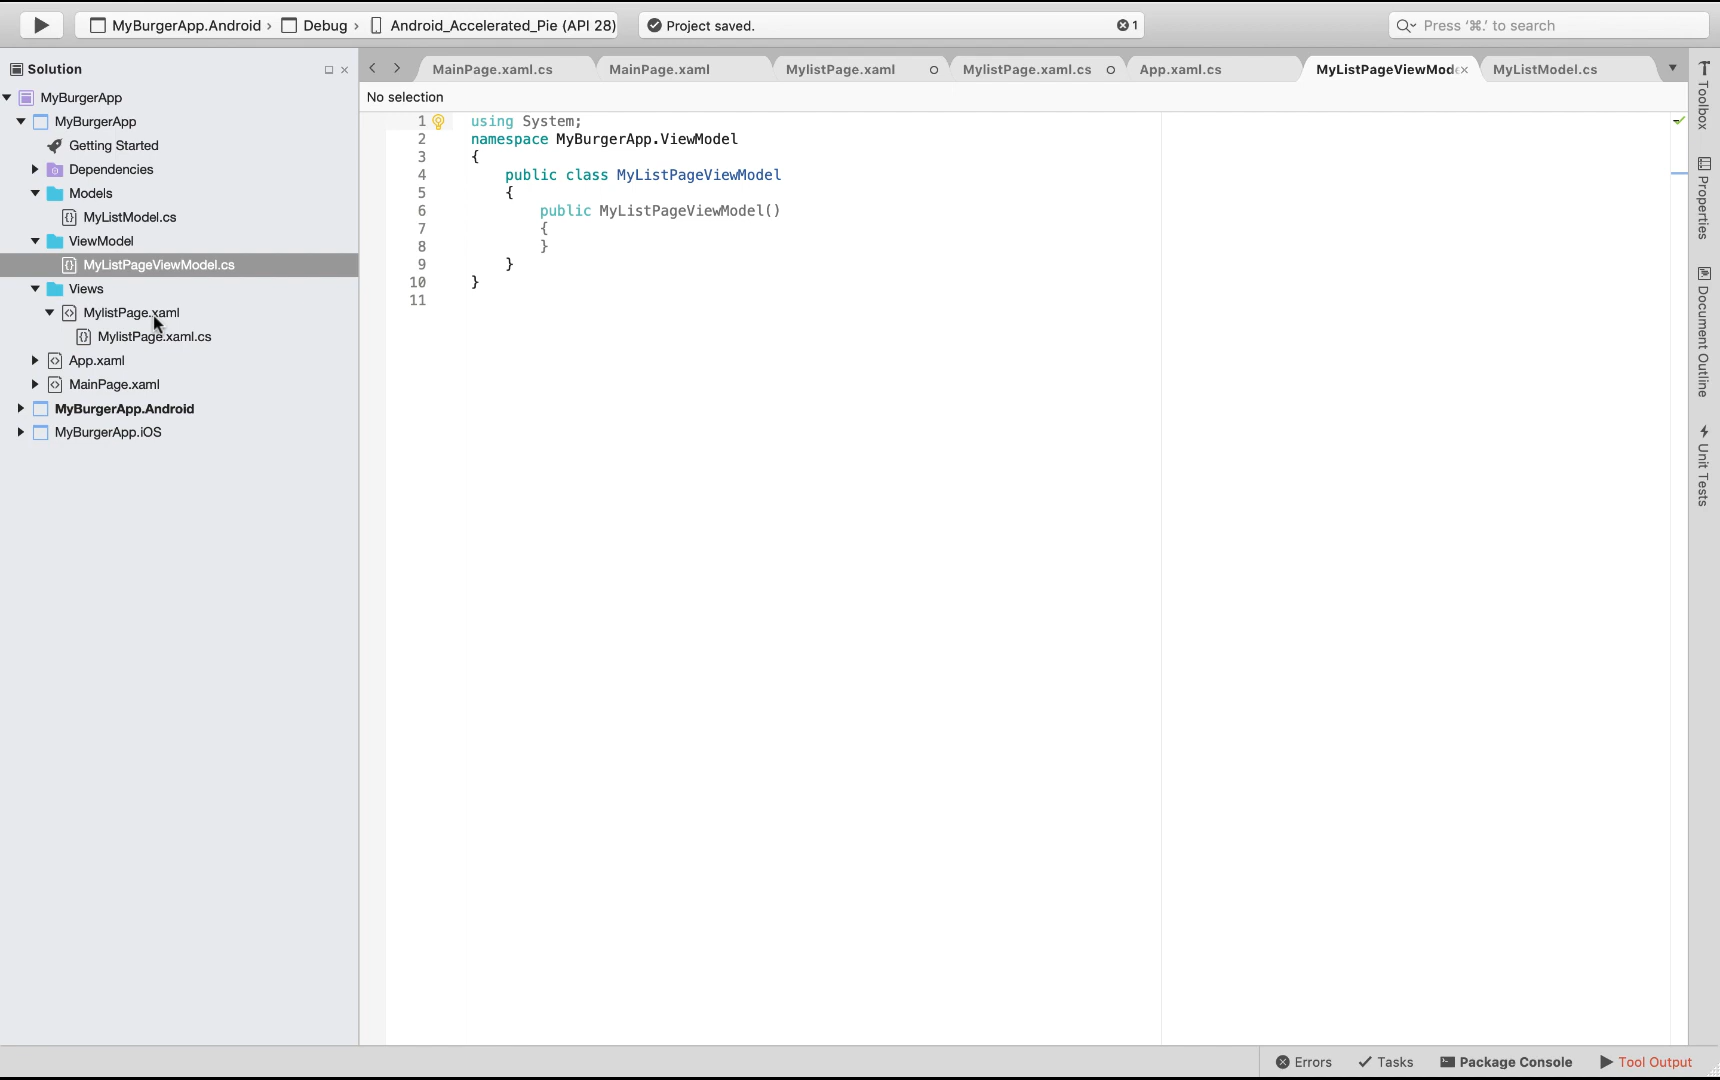 MyBurgerApp.Android › Debug › Android_Accelerated_Pie (API 28)
Project saved.
1
Press ‘⌘.’ to search
Solution
MainPage.xaml.cs
MainPage.xaml
MylistPage.xaml
MylistPage.xaml.cs
App.xaml.cs
MyListPageViewMod
MyListModel.cs
No selection
MyBurgerApp
MyBurgerApp
Getting Started
Dependencies
Models
MyListModel.cs
ViewModel
MyListPageViewModel.cs
Views
MylistPage.xaml
MylistPage.xaml.cs
App.xaml
MainPage.xaml
MyBurgerApp.Android
MyBurgerApp.iOS
1 using System;
2 namespace MyBurgerApp.ViewModel
3 {
4 public class MyListPageViewModel
5 {
6 public MyListPageViewModel()
7 {
8 }
9 }
10 }
11
Toolbox
Properties
Document Outline
Unit Tests
Errors
Tasks
Package Console
Tool Output